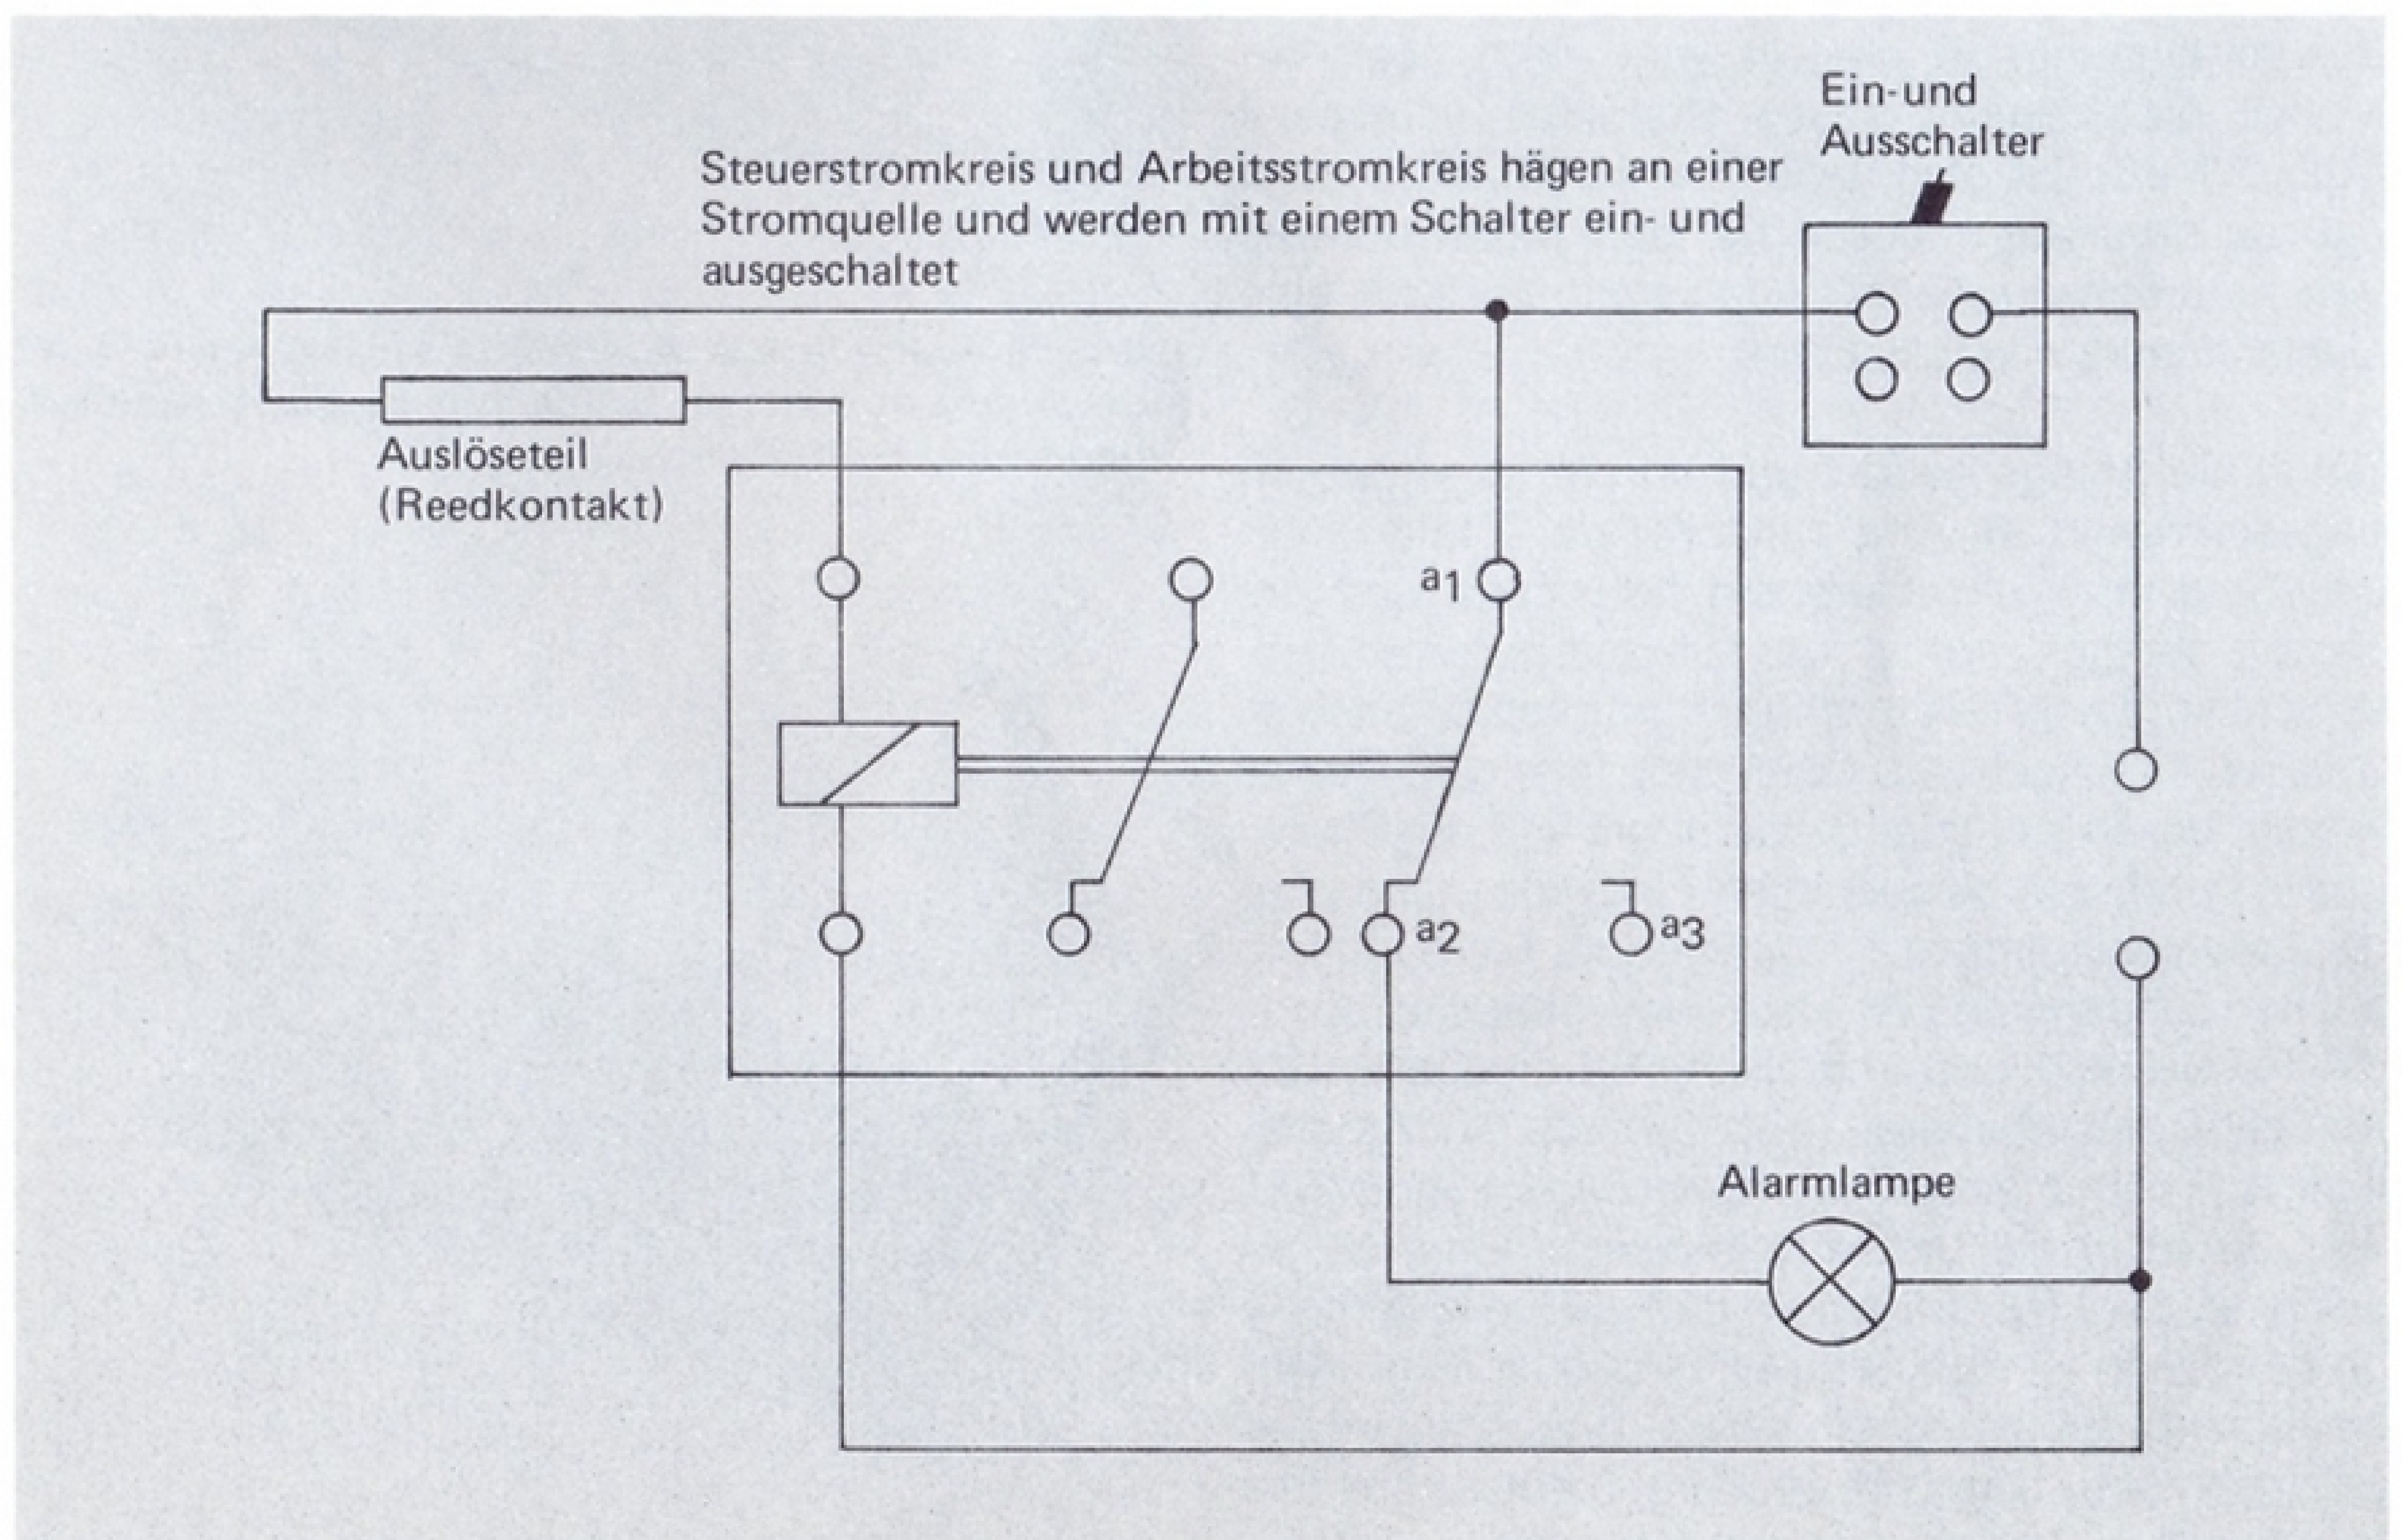 Ein-und
Ausschalter
Steuerstromkreis und Arbeitsstromkreis hägen an einer
Stromquelle und werden mit einem Schalter ein- und
ausgeschaltet
Auslöseteil
(Reedkontakt)
a1
a2
a3
Alarmlampe